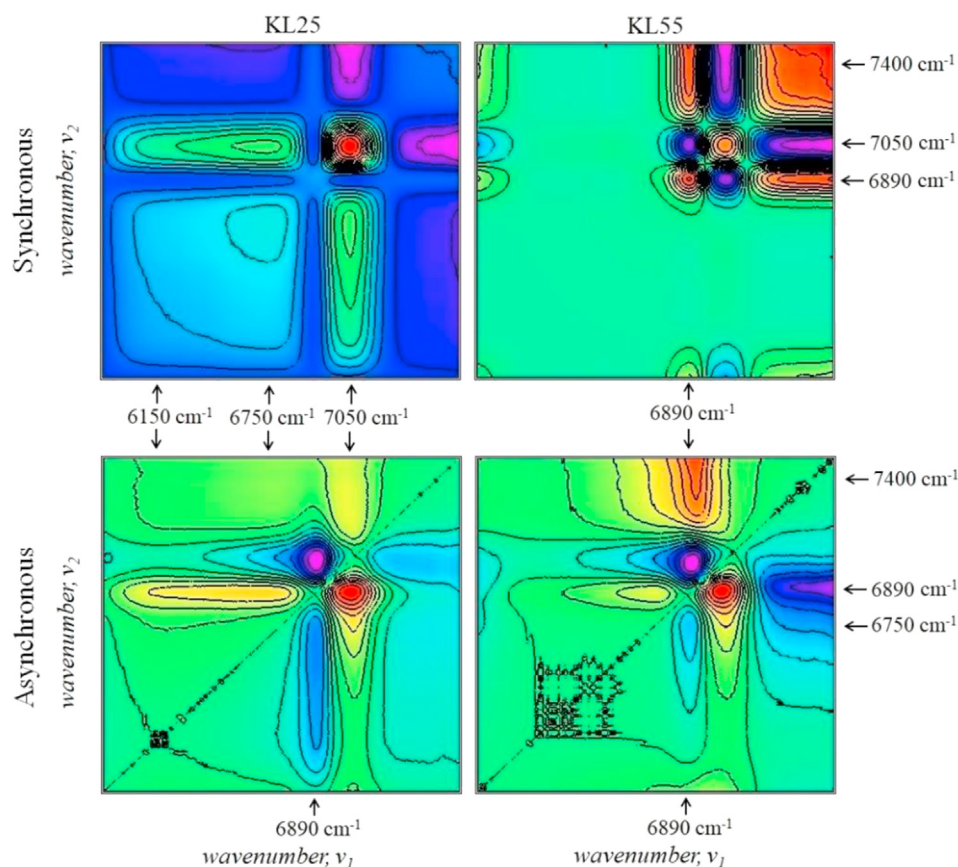 KL25
KL55
Synchronous
wavenumber, ν₂
7400 cm⁻¹
7050 cm⁻¹
6890 cm⁻¹
6150 cm⁻¹
6750 cm⁻¹
7050 cm⁻¹
6890 cm⁻¹
Asynchronous
wavenumber, ν₂
7400 cm⁻¹
6890 cm⁻¹
6750 cm⁻¹
6890 cm⁻¹
6890 cm⁻¹
wavenumber, ν₁
wavenumber, ν₁